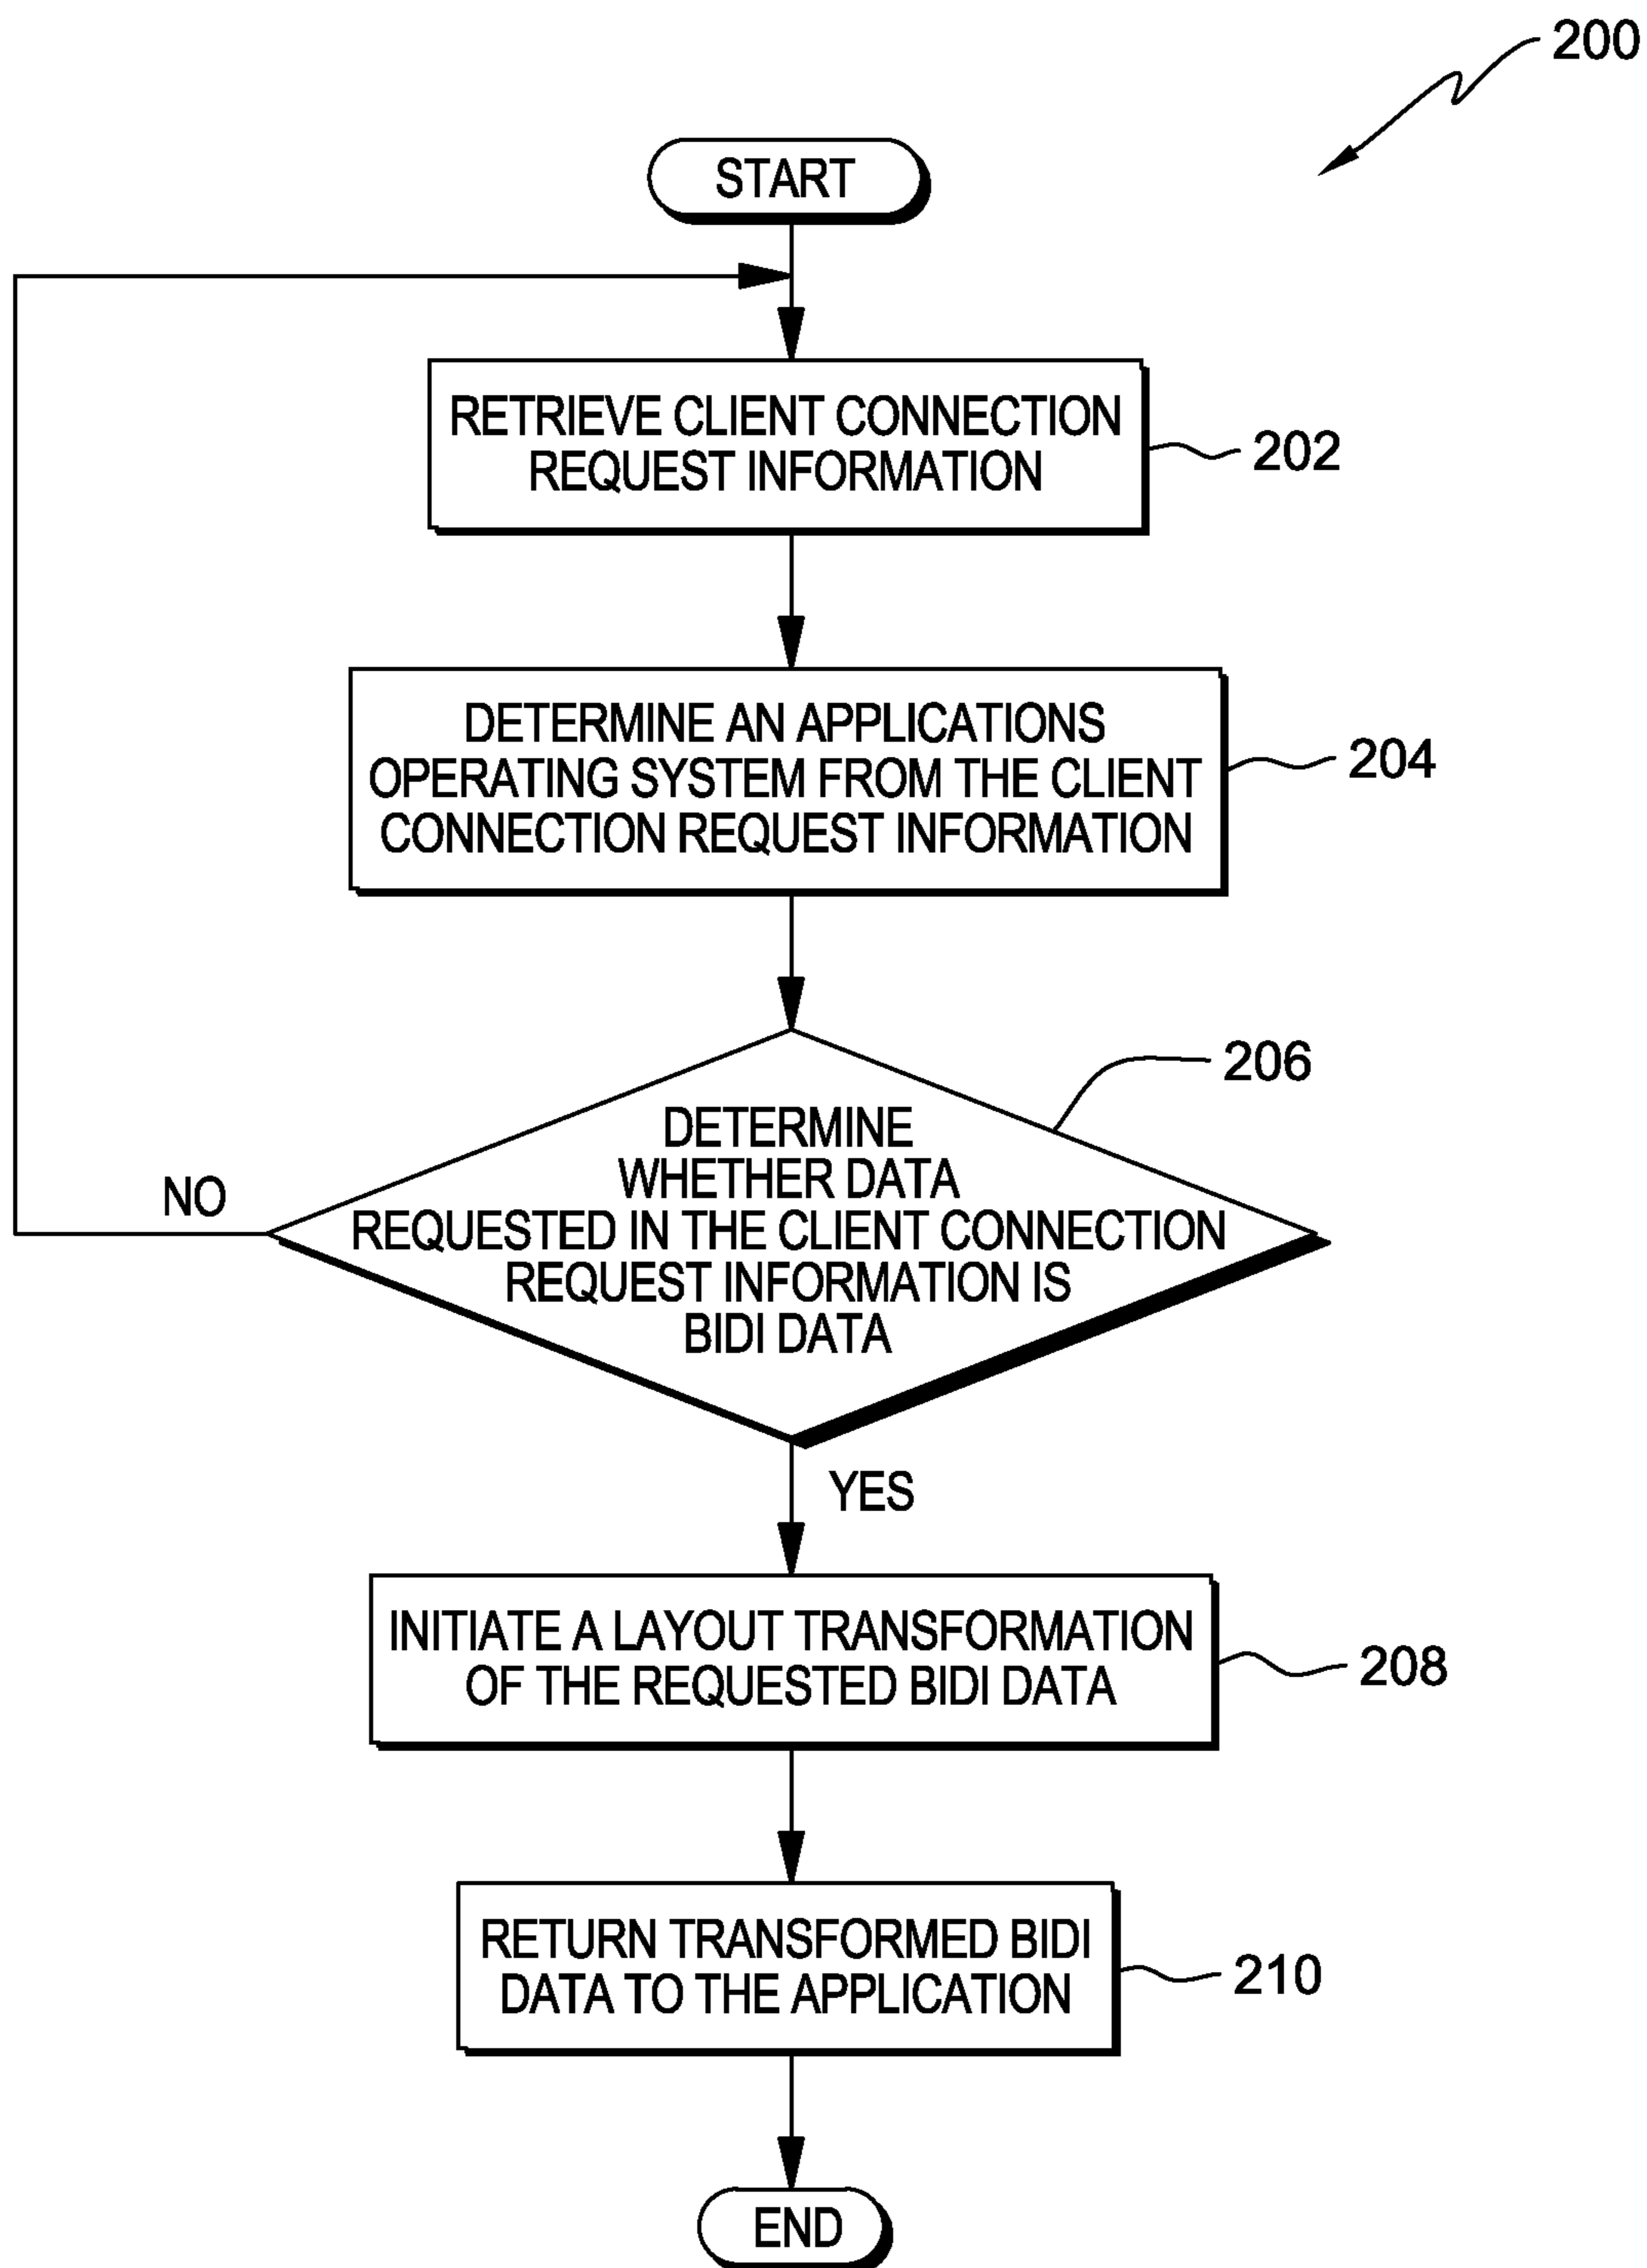 200
START
RETRIEVE CLIENT CONNECTION
REQUEST INFORMATION
202
DETERMINE AN APPLICATIONS
OPERATING SYSTEM FROM THE CLIENT
CONNECTION REQUEST INFORMATION
204
206
DETERMINE
WHETHER DATA
REQUESTED IN THE CLIENT CONNECTION
REQUEST INFORMATION IS
BIDI DATA
NO
YES
INITIATE A LAYOUT TRANSFORMATION
OF THE REQUESTED BIDI DATA
208
RETURN TRANSFORMED BIDI
DATA TO THE APPLICATION
210
END